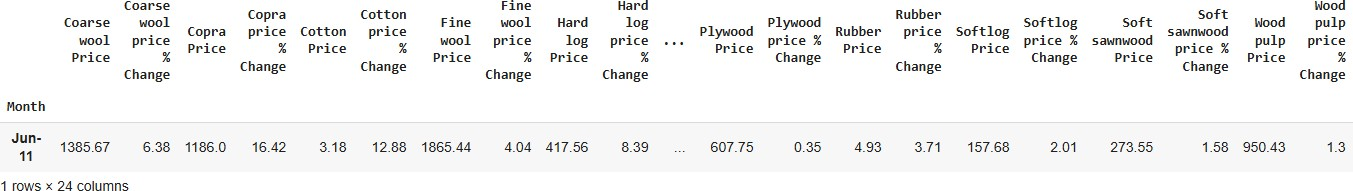 Coarse wool Price Coarse wool price % Change Copra Price Copra price % Change Cotton Price Cotton price % Change Fine wool Price Fine wool price % Change Hard log Price Hard log price % Change ... Plywood Price Plywood price % Change Rubber Price Rubber price % Change Softlog Price Softlog price % Change Soft sawnwood Price Soft sawnwood price % Change Wood pulp Price Wood pulp price % Change
Month
Jun-11 1385.67 6.38 1186.0 16.42 3.18 12.88 1865.44 4.04 417.56 8.39 ... 607.75 0.35 4.93 3.71 157.68 2.01 273.55 1.58 950.43 1.3
1 rows × 24 columns